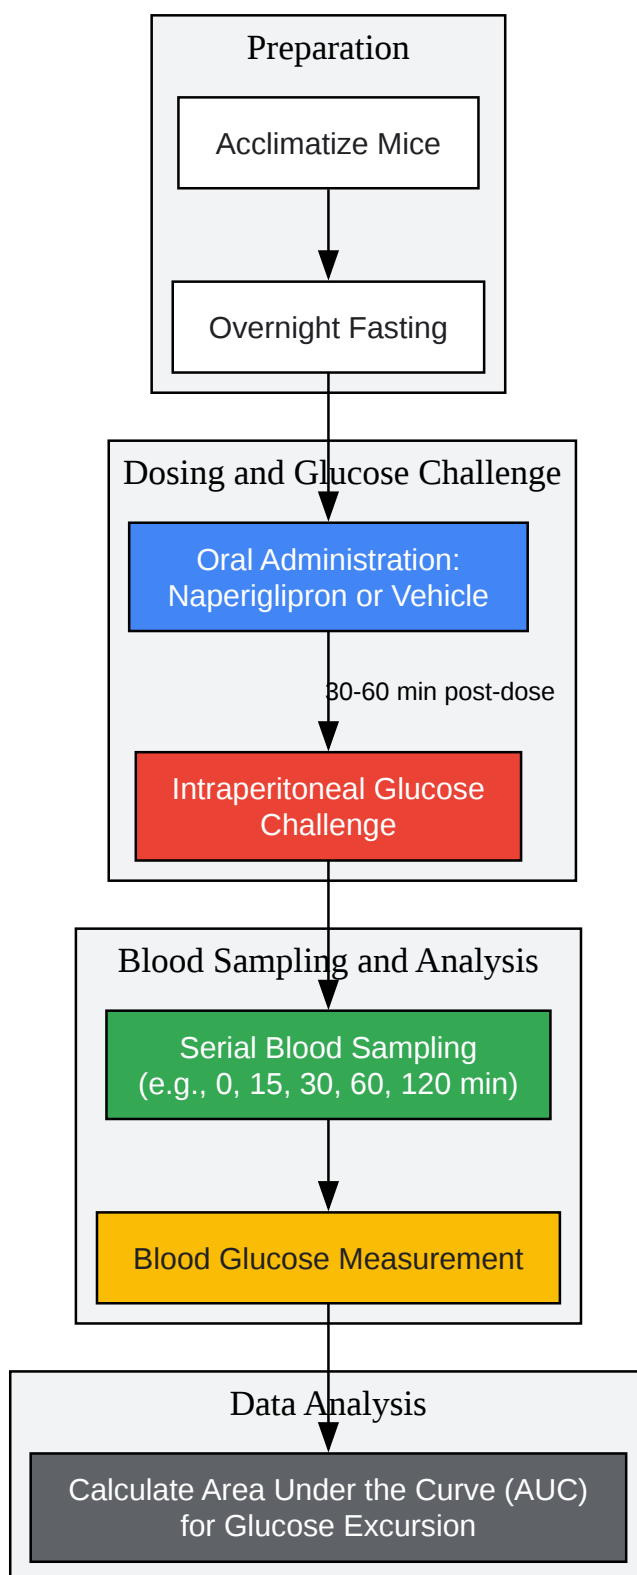 Preparation
Acclimatize Mice
Overnight Fasting
Dosing and Glucose Challenge
Oral Administration:
Naperiglipron or Vehicle
30-60 min post-dose
Intraperitoneal Glucose
Challenge
Blood Sampling and Analysis
Serial Blood Sampling
(e.g., 0, 15, 30, 60, 120 min)
Blood Glucose Measurement
Data Analysis
Calculate Area Under the Curve (AUC)
for Glucose Excursion